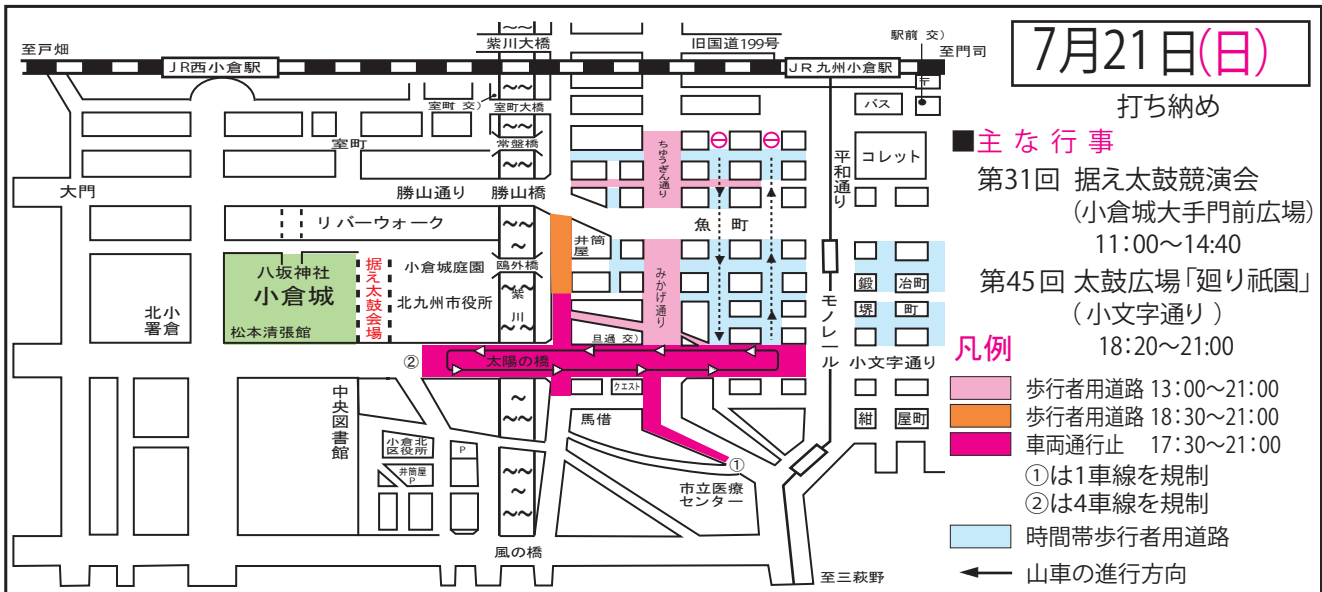 紫川大橋
旧国道199号
駅前 交)
至戸畑
至門司
JR西小倉駅
JR九州小倉駅
〒
室町 交)
室町大橋
バス
室町
常盤橋
ちゅうぎん通り
平和通り
コレット
大門
勝山通り
勝山橋
リバーウォーク
井筒屋
魚町
八坂神社
小倉城
松本清張館
据え太鼓会場
小倉城庭園
鴎外橋
北九州市役所
紫川
みかげ通り
モノレール
鍛冶町
堺町
北小
署倉
旦過 交)
②
太陽の橋
小文字通り
クエスト
中央図書館
馬借
紺屋町
小倉北
区役所
P
井筒屋
P
①
市立医療
センター
風の橋
至三萩野
7月21日(日)
打ち納め
■主な行事
第31回 据え太鼓競演会
(小倉城大手門前広場)
11:00〜14:40
第45回 太鼓広場「廻り祇園」
(小文字通り)
18:20〜21:00
凡例
歩行者用道路 13:00〜21:00
歩行者用道路 18:30〜21:00
車両通行止 17:30〜21:00
①は1車線を規制
②は4車線を規制
時間帯歩行者用道路
山車の進行方向